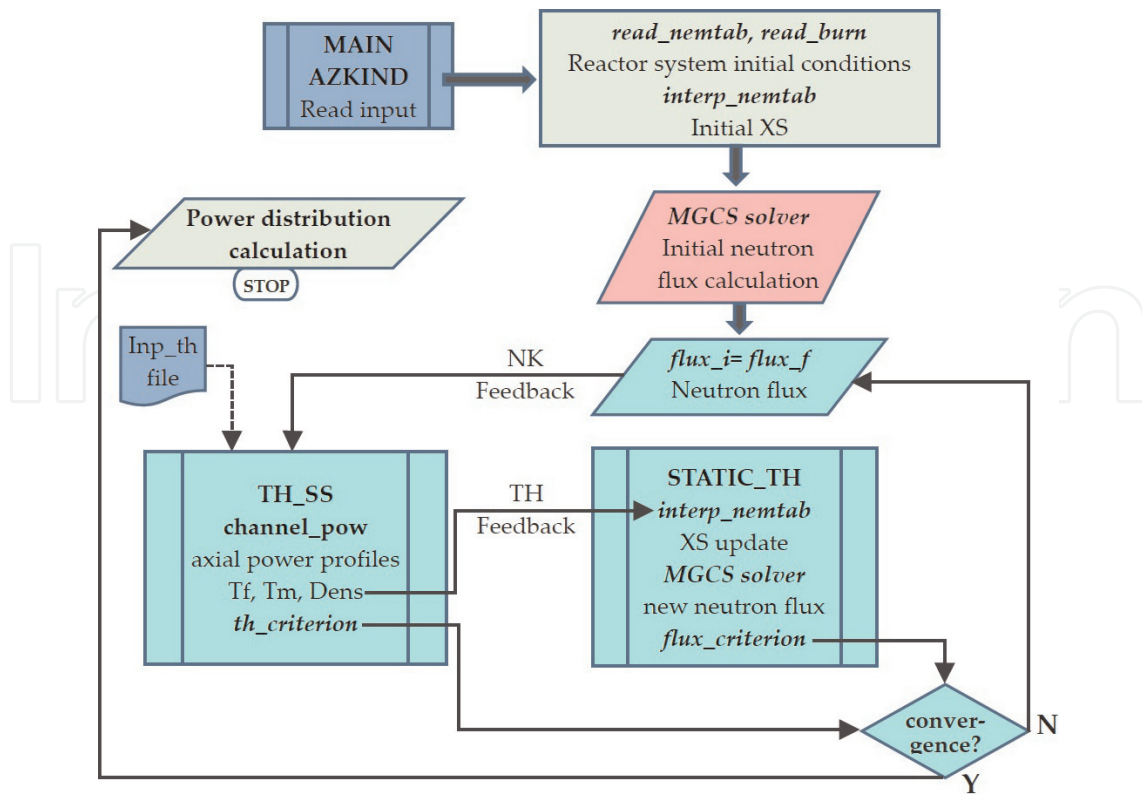 MAIN
AZKIND
Read input
read_nemtab, read_burn
Reactor system initial conditions
interp_nemtab
Initial XS
Power distribution
calculation
STOP
MGCS solver
Initial neutron
flux calculation
Inp_th
file
NK
Feedback
flux_i= flux_f
Neutron flux
TH_SS
channel_pow
axial power profiles
Tf, Tm, Dens
th_criterion
TH
Feedback
STATIC_TH
interp_nemtab
XS update
MGCS solver
new neutron flux
flux_criterion
conver-
gence?
N
Y